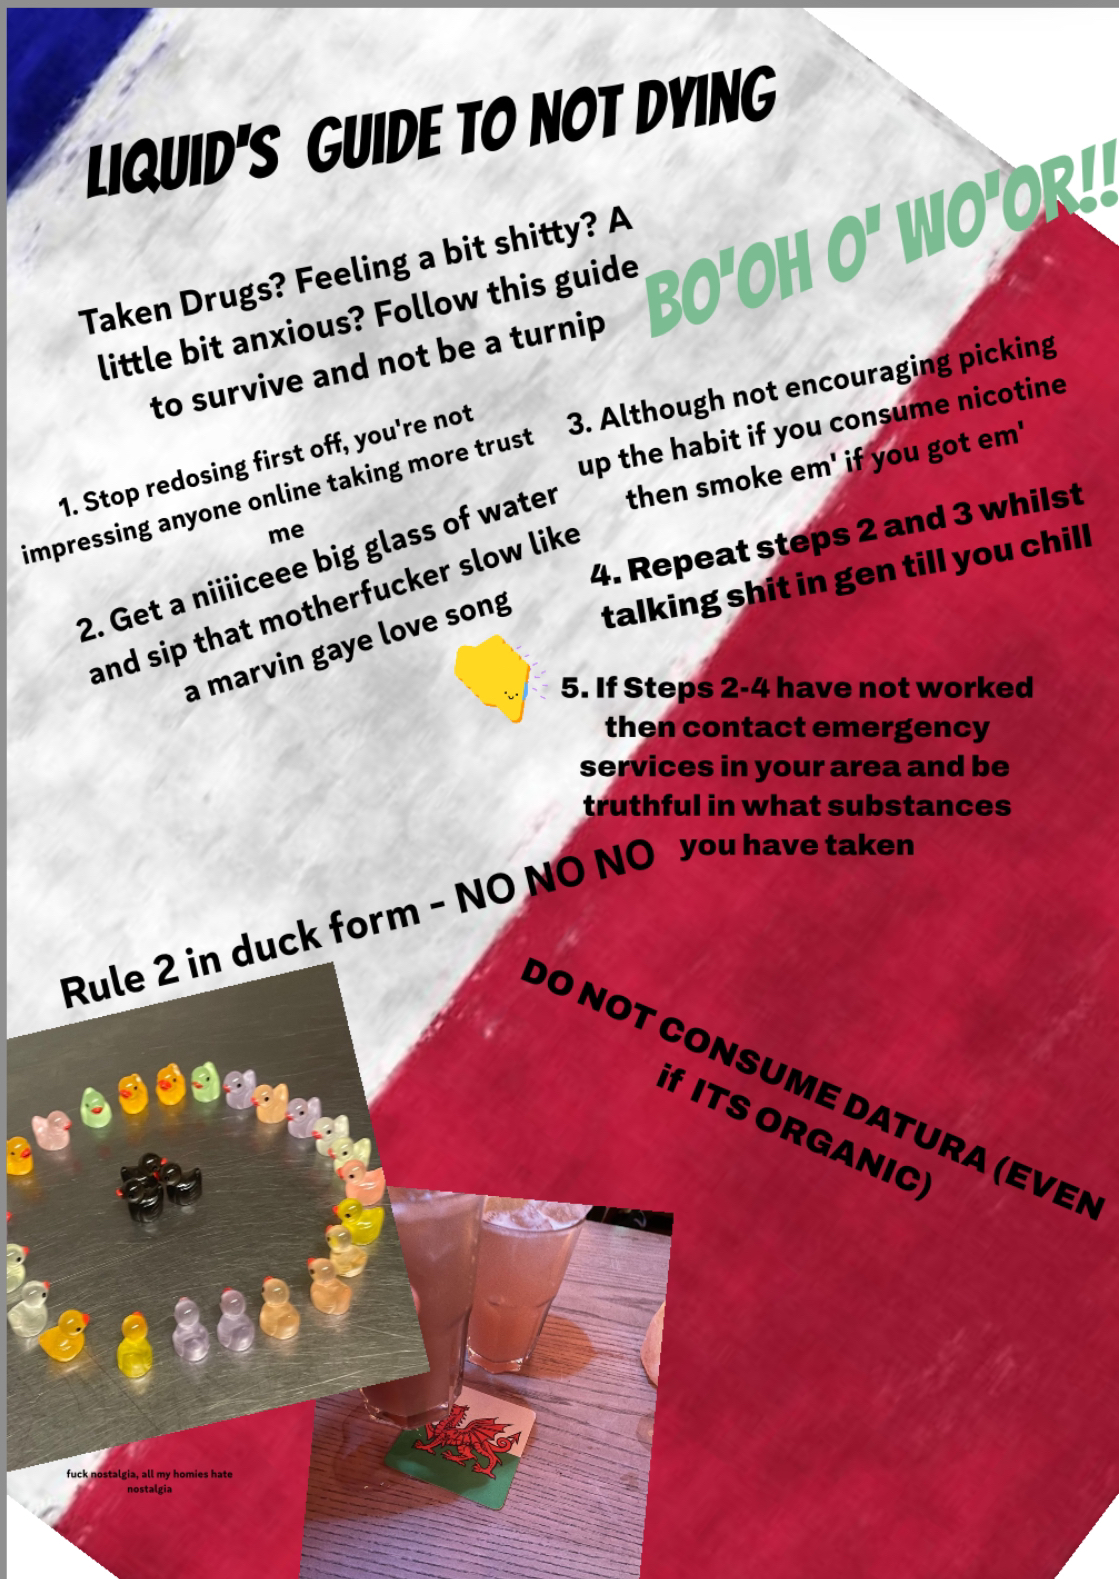 LIQUID'S GUIDE TO NOT DYING
BO'OH O' WO'OR!!
Taken Drugs? Feeling a bit shitty? A
little bit anxious? Follow this guide
to survive and not be a turnip
1. Stop redosing first off, you're not
impressing anyone online taking more trust
me
2. Get a niiiiceee big glass of water
and sip that motherfucker slow like
a marvin gaye love song
3. Although not encouraging picking
up the habit if you consume nicotine
then smoke em' if you got em'
4. Repeat steps 2 and 3 whilst
talking shit in gen till you chill
5. If Steps 2-4 have not worked
then contact emergency
services in your area and be
truthful in what substances
you have taken
Rule 2 in duck form - NO NO NO
DO NOT CONSUME DATURA (EVEN
if ITS ORGANIC)
fuck nostalgia, all my homies hate
nostalgia